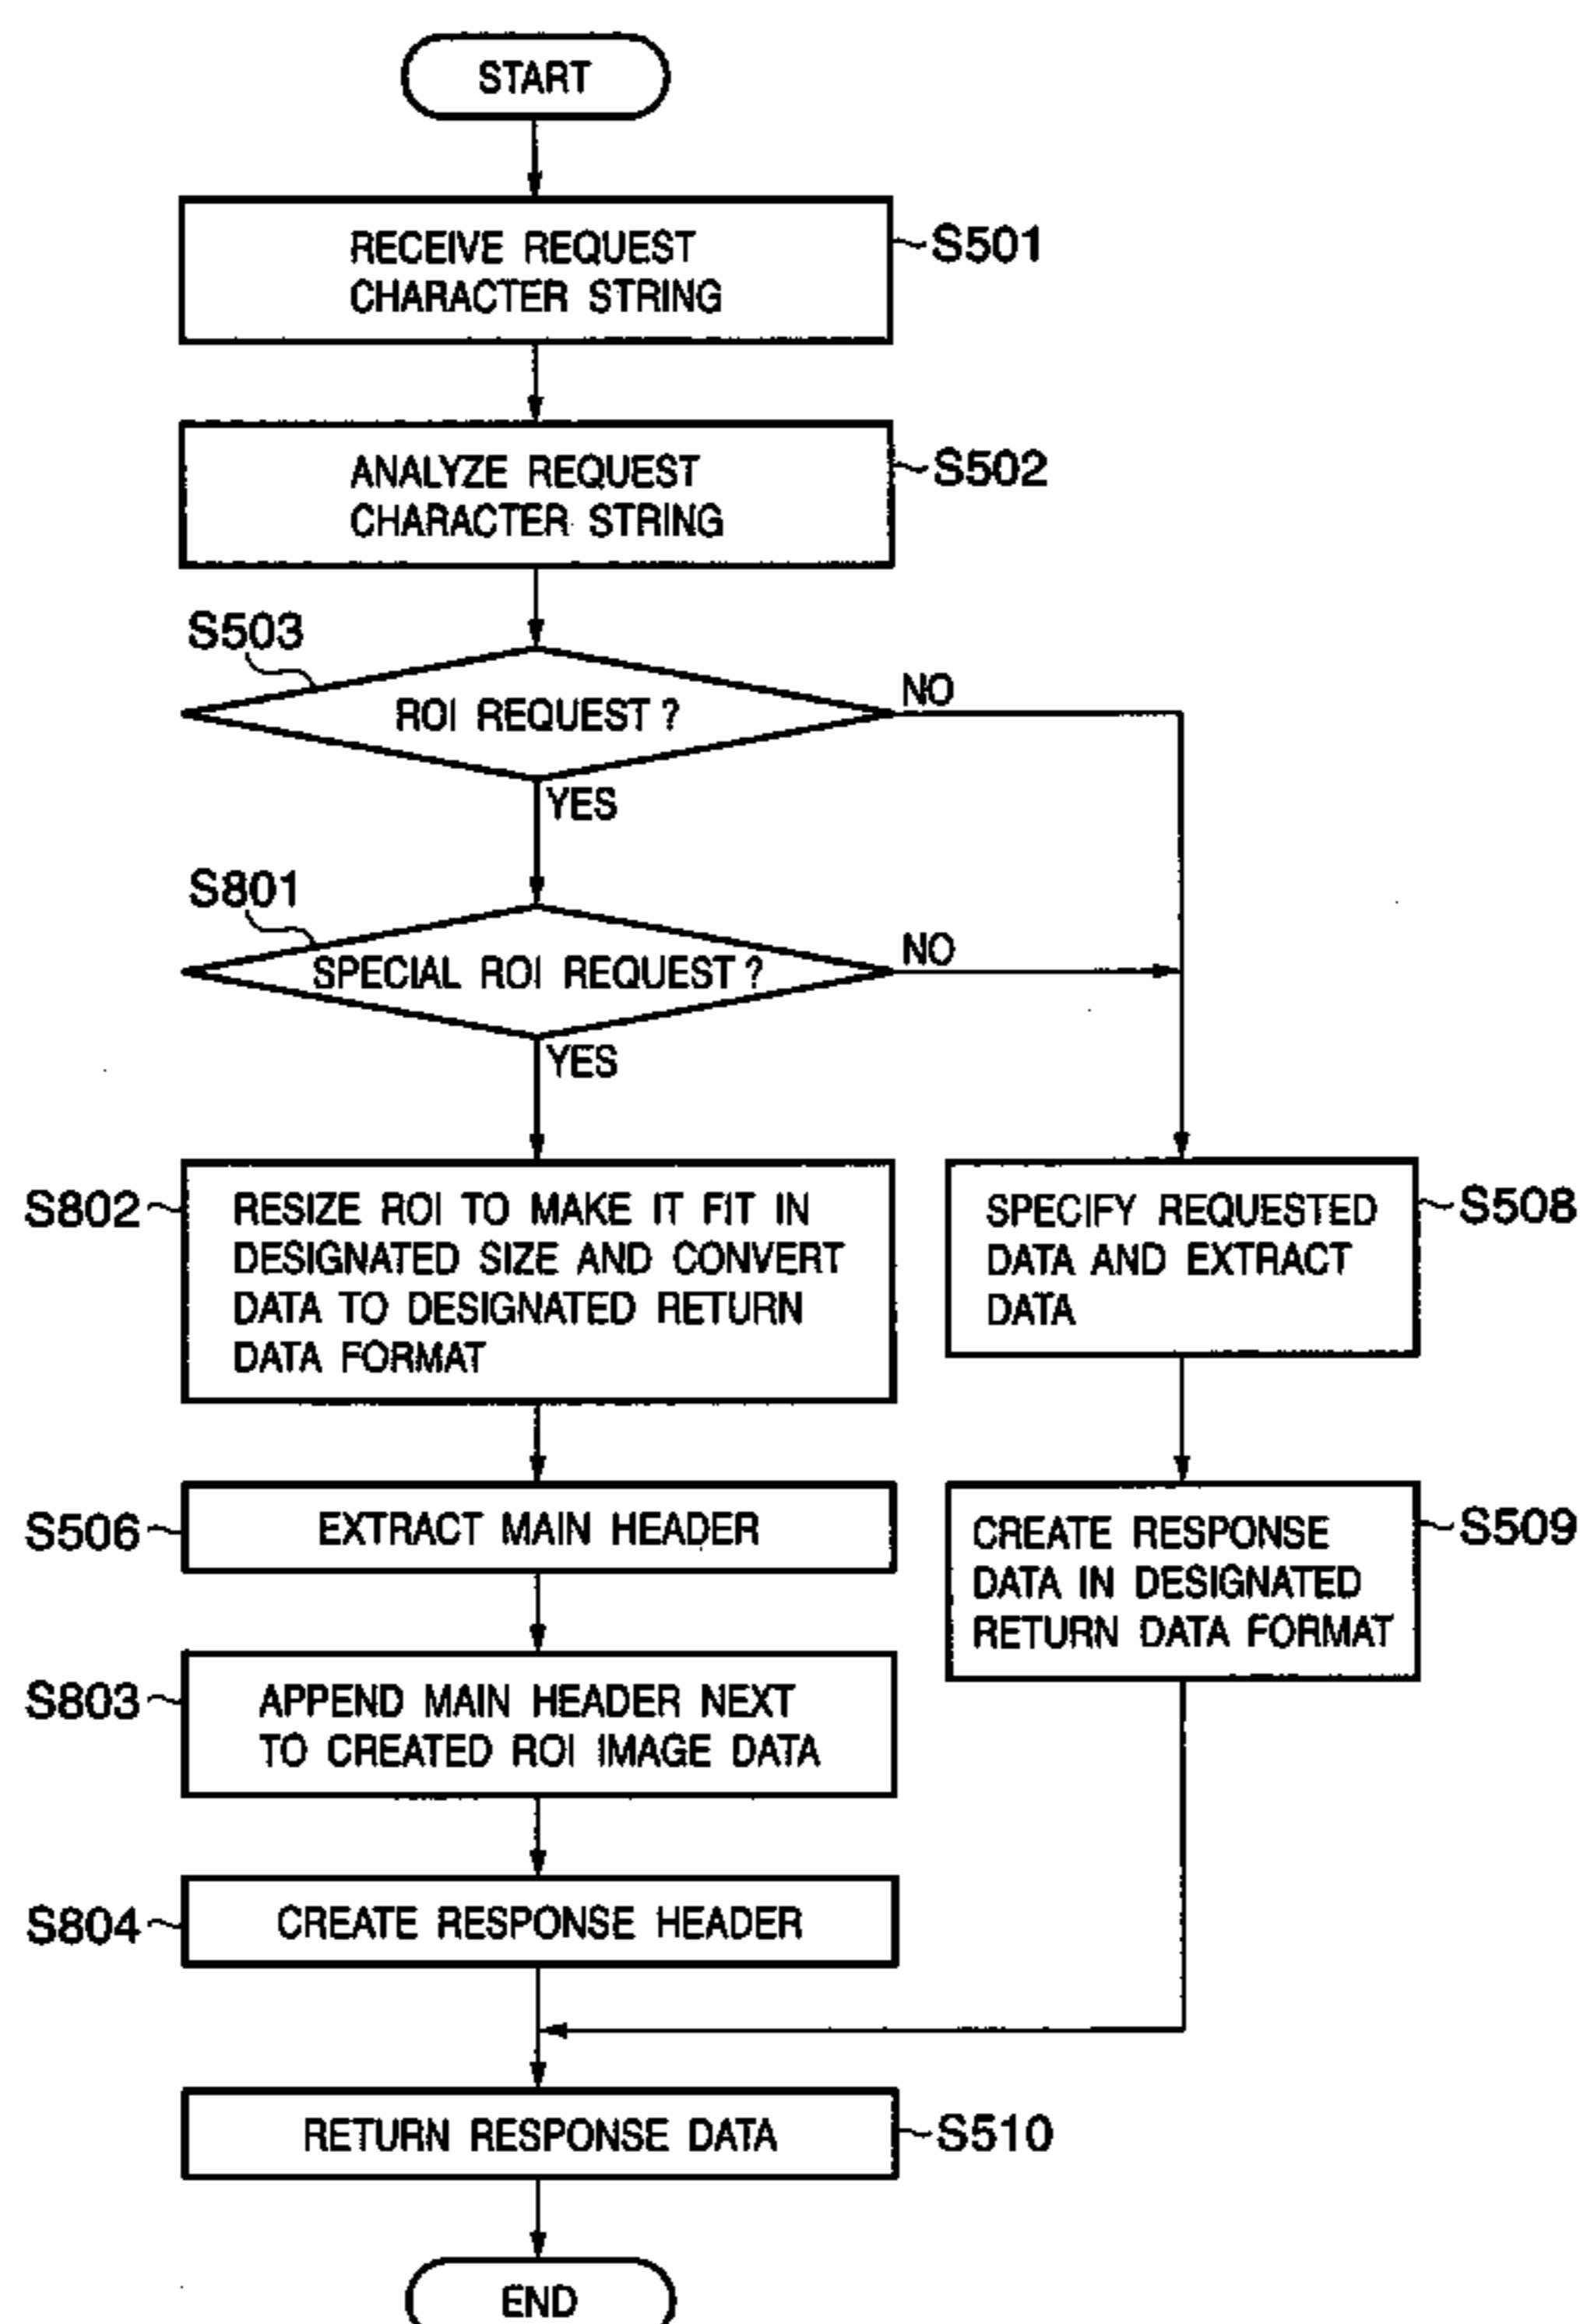 START
RECEIVE REQUEST
CHARACTER STRING
S501
ANALYZE REQUEST
CHARACTER STRING
S502
S503
ROI REQUEST?
NO
YES
S801
SPECIAL ROI REQUEST?
NO
YES
S802
RESIZE ROI TO MAKE IT FIT IN
DESIGNATED SIZE AND CONVERT
DATA TO DESIGNATED RETURN
DATA FORMAT
SPECIFY REQUESTED
DATA AND EXTRACT
DATA
S508
S506
EXTRACT MAIN HEADER
CREATE RESPONSE
DATA IN DESIGNATED
RETURN DATA FORMAT
S509
S803
APPEND MAIN HEADER NEXT
TO CREATED ROI IMAGE DATA
S804
CREATE RESPONSE HEADER
RETURN RESPONSE DATA
S510
END